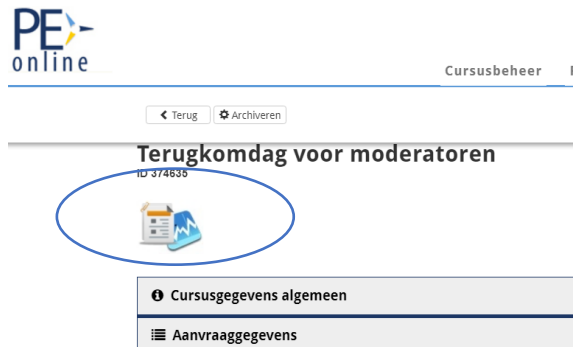 PE
online
Cursusbeheer
Terug
Archiveren
Terugkomdag voor moderatoren
ID 374635
Cursusgegevens algemeen
Aanvraaggegevens